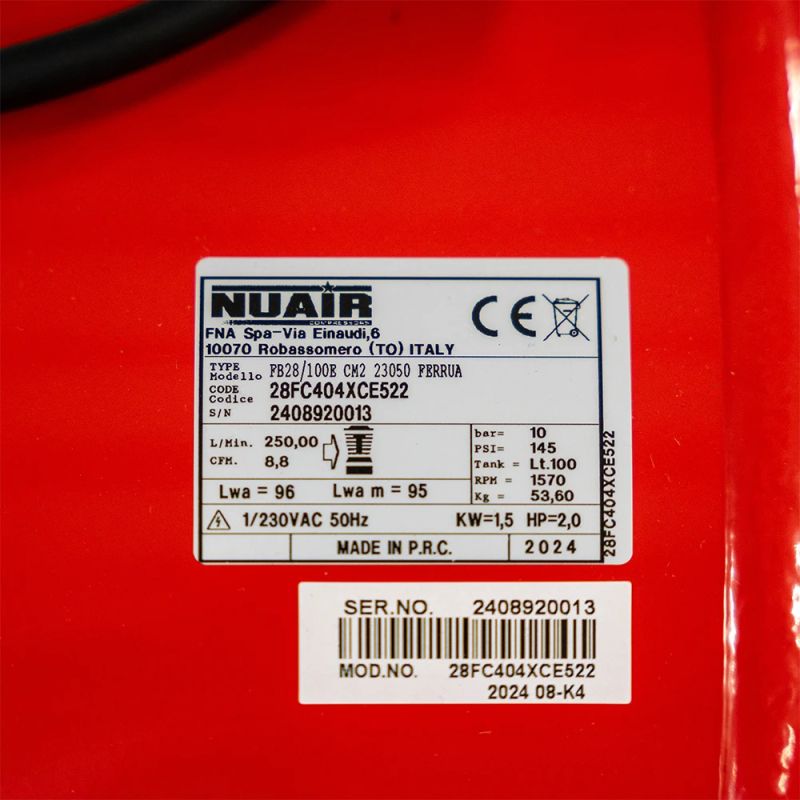 NUAIR
COMPRESSORS
CE
FNA Spa-Via Einaudi,6
10070 Robassomero (TO) ITALY
TYPE
Modello FB28/100E CM2 23050 FERRUA
CODE
Codice 28FC404XCE522
S/N 2408920013
L/Min. 250,00
CFM. 8,8
bar= 10
PSI= 145
Tank = Lt.100
RPM = 1570
Kg = 53,60
Lwa = 96 Lwa m = 95
1/230VAC 50Hz KW=1,5 HP=2,0
MADE IN P.R.C. 2024
28FC404XCE522
SER.NO. 2408920013
MOD.NO. 28FC404XCE522
2024 08-K4